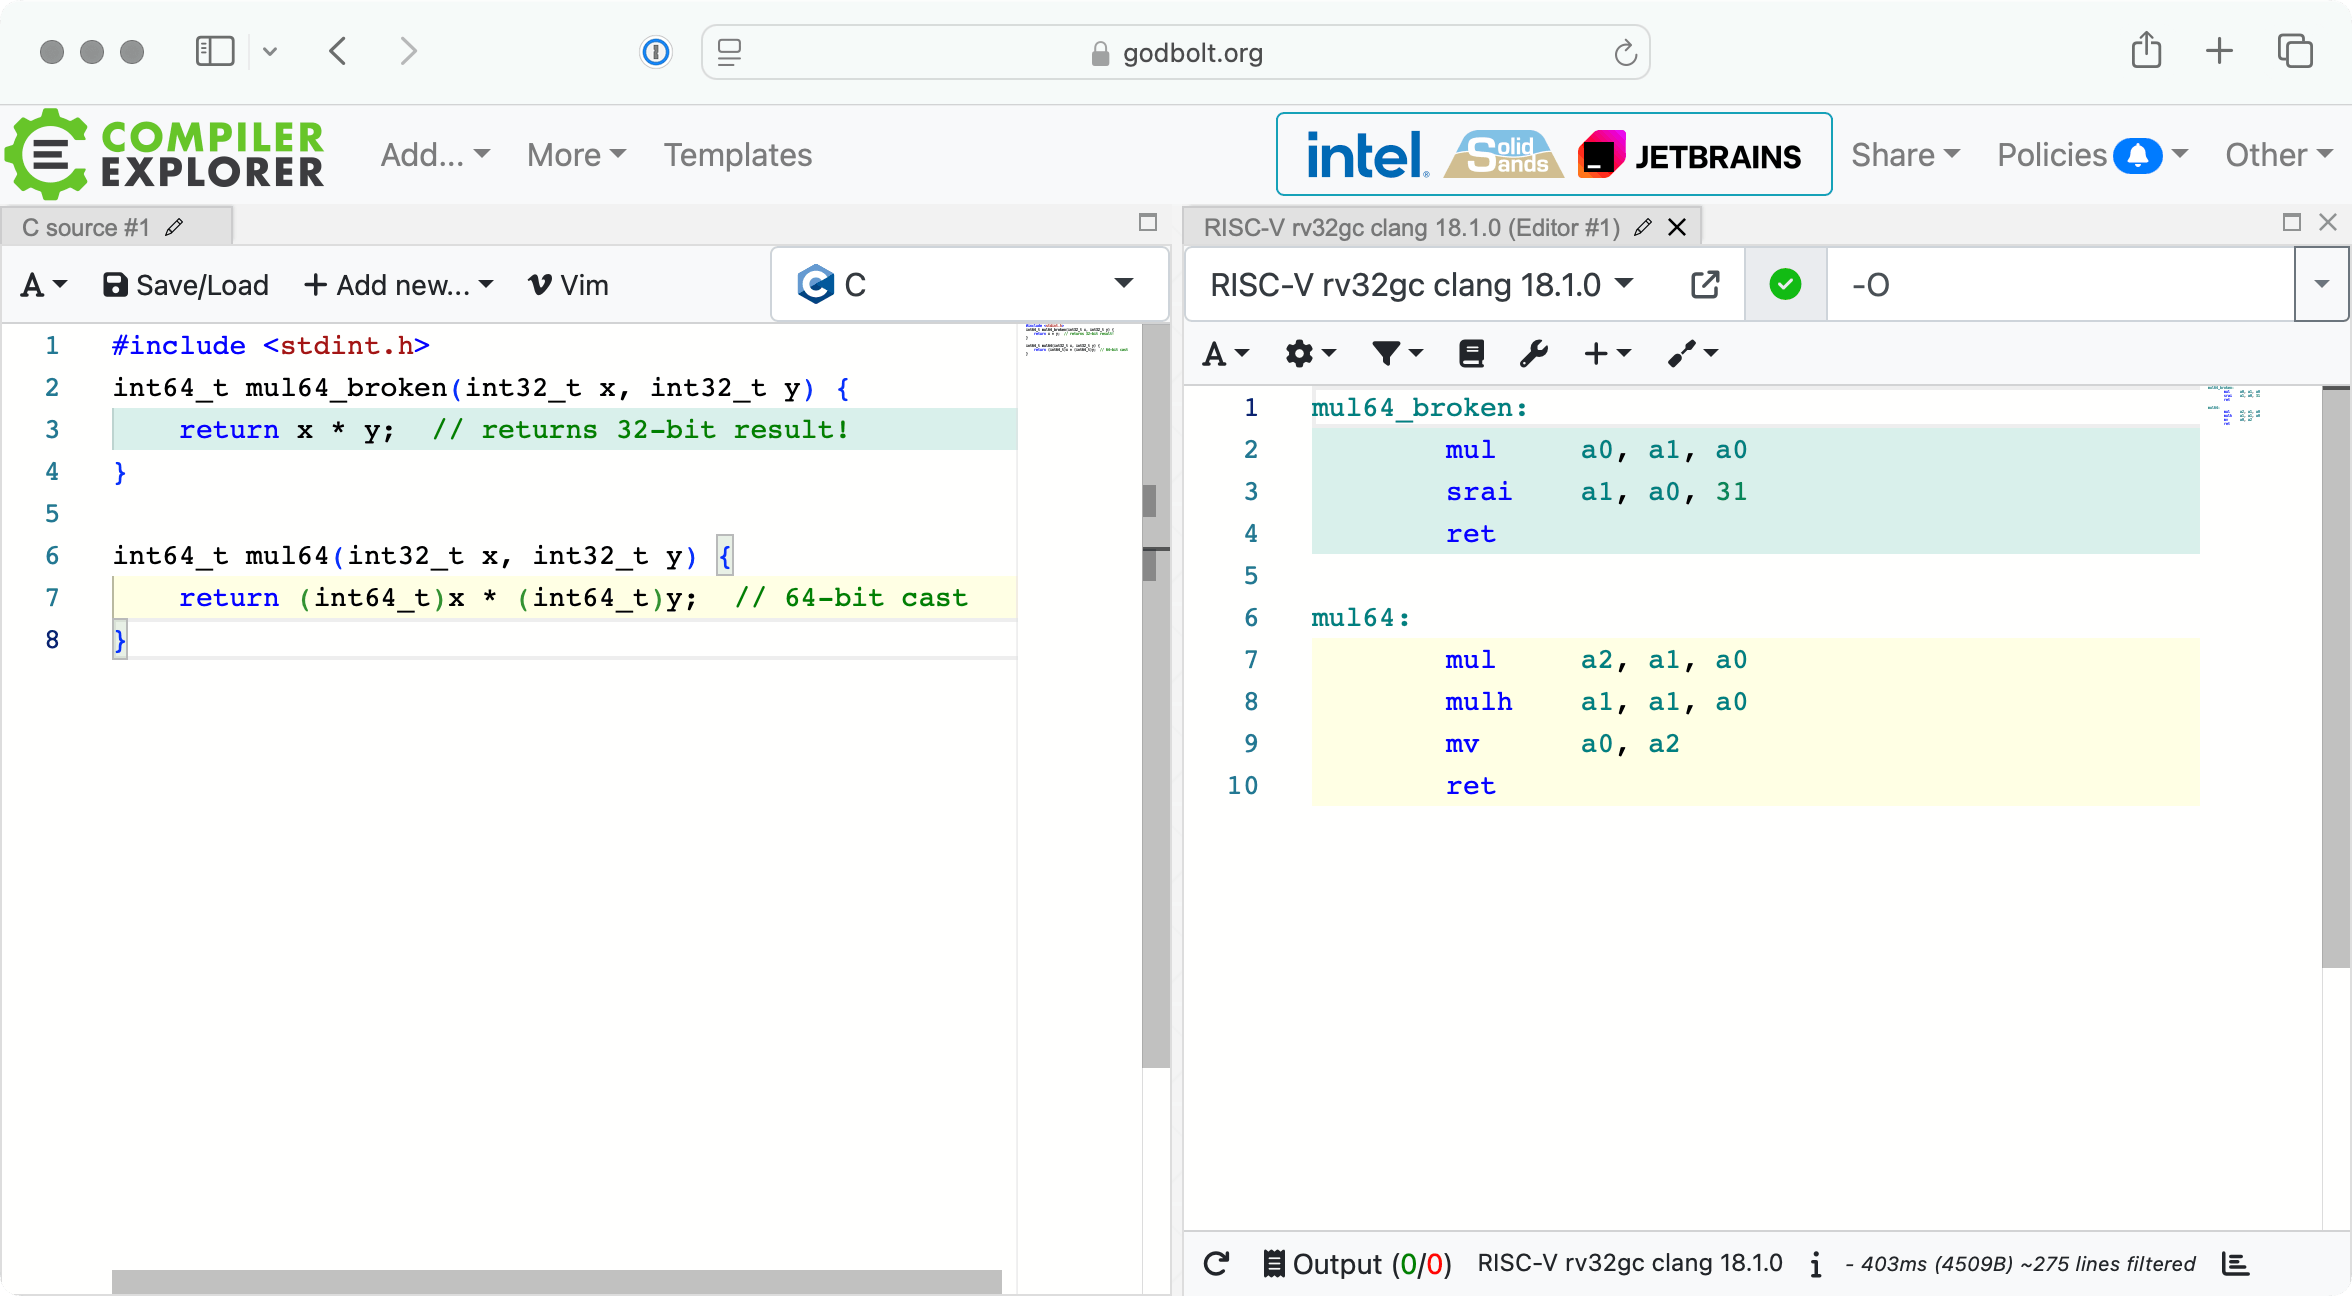 godbolt.org
COMPILER
EXPLORER
Add...
More
Templates
intel.
Solid
Sands
JETBRAINS
Share
Policies
Other
C source #1
A
Save/Load
+ Add new...
Vim
C
1 #include <stdint.h>
2 int64_t mul64_broken(int32_t x, int32_t y) {
3     return x * y;  // returns 32-bit result!
4 }
5
6 int64_t mul64(int32_t x, int32_t y) {
7     return (int64_t)x * (int64_t)y;  // 64-bit cast
8 }
RISC-V rv32gc clang 18.1.0 (Editor #1)
RISC-V rv32gc clang 18.1.0
-O
A
1 mul64_broken:
2         mul     a0, a1, a0
3         srai    a1, a0, 31
4         ret
5
6 mul64:
7         mul     a2, a1, a0
8         mulh    a1, a1, a0
9         mv      a0, a2
10         ret
Output (0/0) RISC-V rv32gc clang 18.1.0 i - 403ms (4509B) ~275 lines filtered